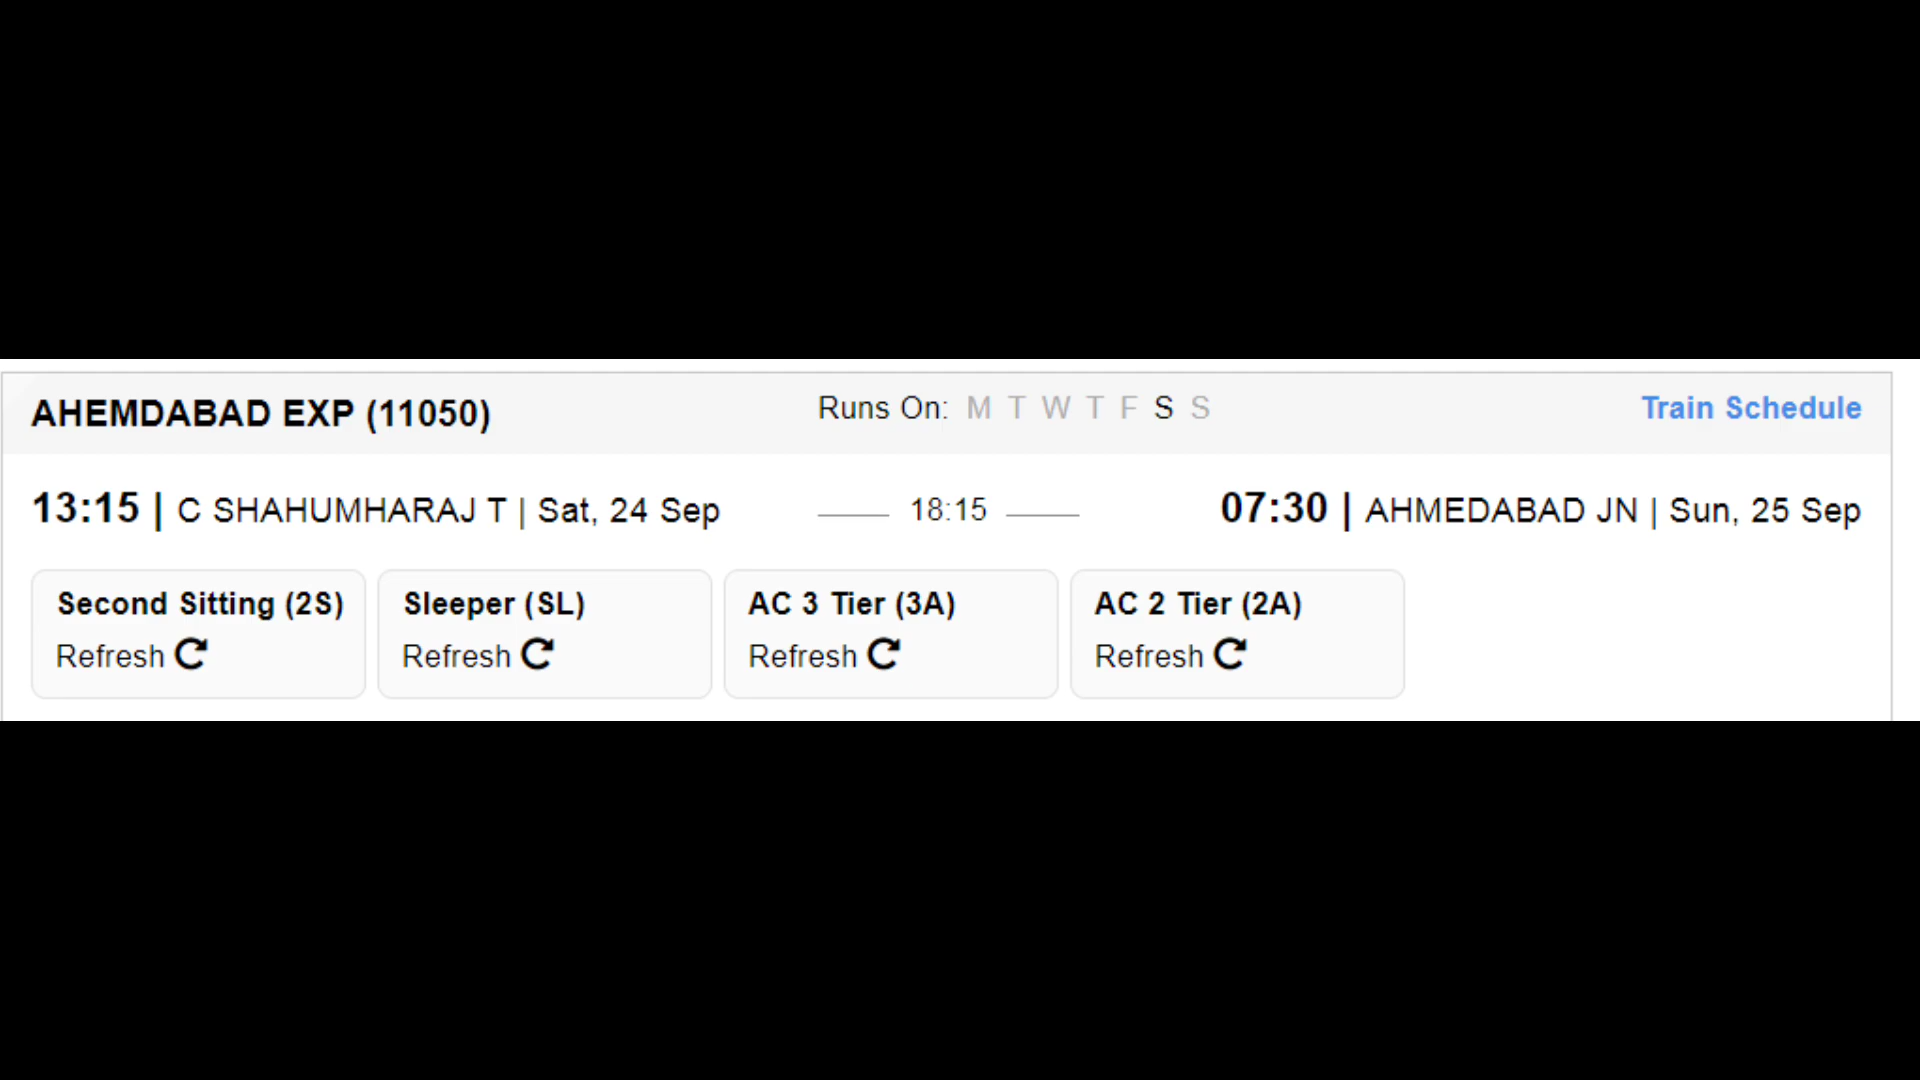 AHEMDABAD EXP (11050) Runs On: M T W T F S S Train Schedule
13:15 | C SHAHUMHARAJ T | Sat, 24 Sep 18:15 07:30 | AHMEDABAD JN | Sun, 25 Sep
Second Sitting (2S) Sleeper (SL) AC 3 Tier (3A) AC 2 Tier (2A)
Refresh Refresh Refresh Refresh